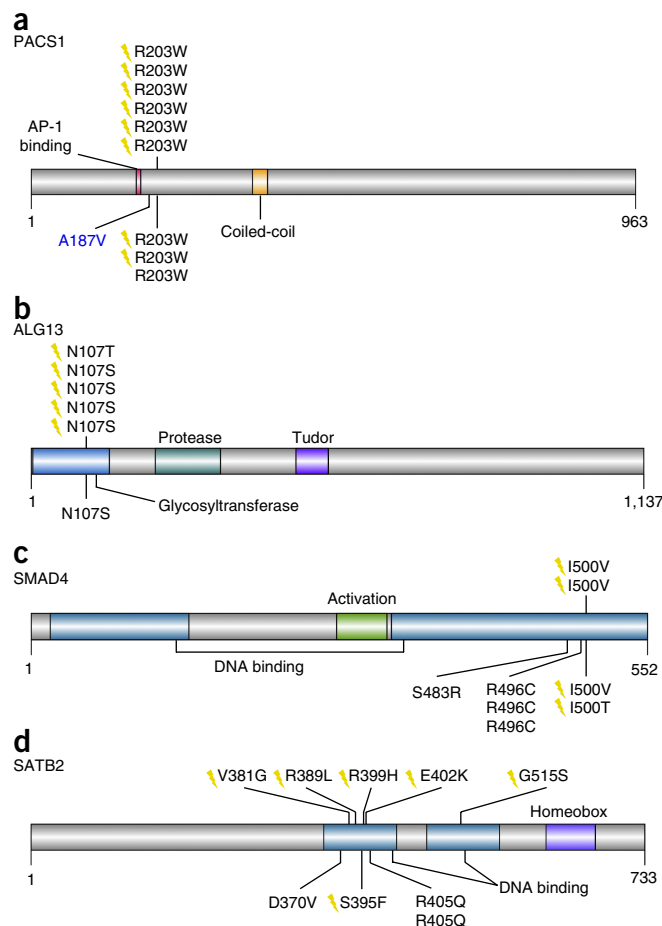 a
PACS1
R203W
R203W
R203W
R203W
R203W
R203W
AP-1
binding
1
963
A187V
Coiled-coil
R203W
R203W
R203W
b
ALG13
N107T
N107S
N107S
N107S
N107S
Protease
Tudor
1
1,137
N107S
Glycosyltransferase
c
SMAD4
I500V
I500V
Activation
1
552
DNA binding
S483R
R496C
R496C
R496C
I500V
I500T
d
SATB2
V381G
R389L
R399H
E402K
G515S
Homeobox
1
733
D370V
S395F
R405Q
R405Q
DNA binding